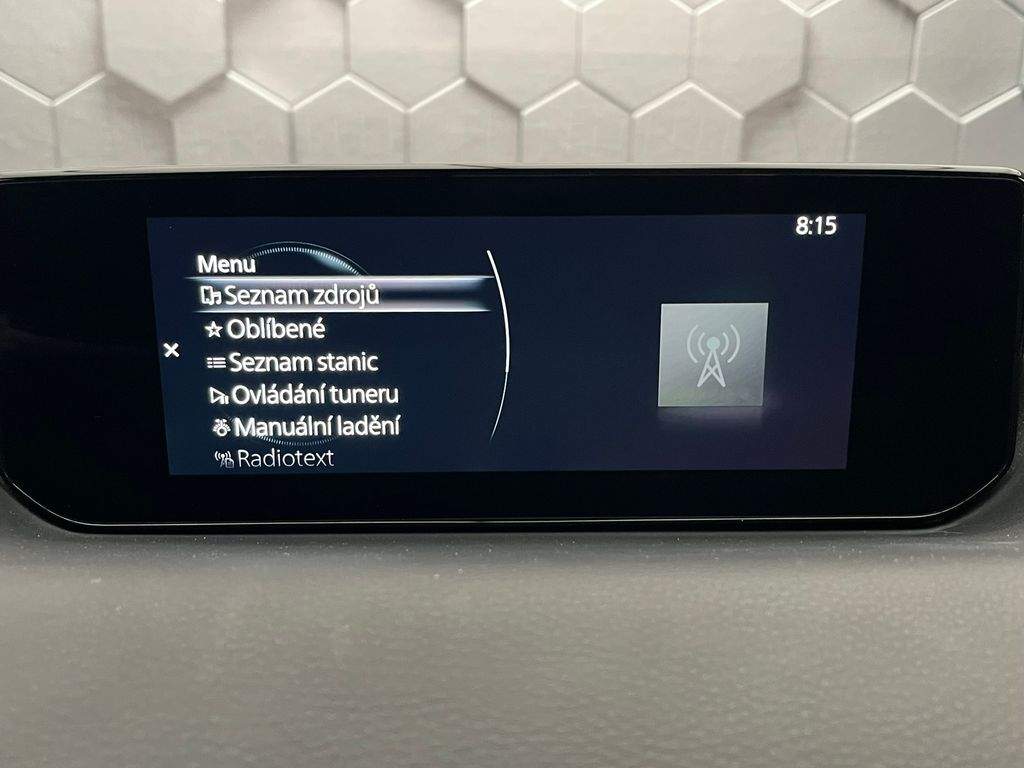 8:15
Menu
Seznam zdrojů
Oblíbené
Seznam stanic
Ovládání tuneru
Manuální ladění
Radiotext